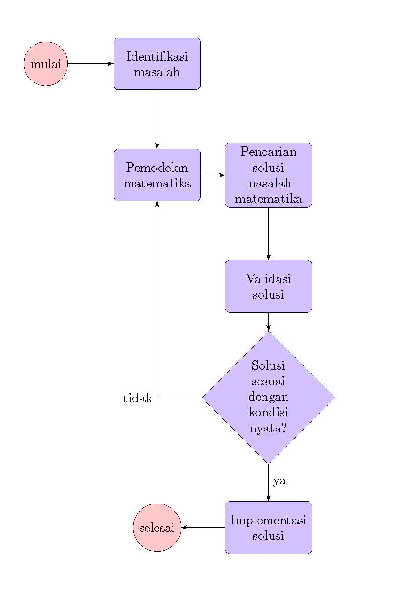 mulai
Identifikasi
masalah
Pemodelan
matematika
Pencarian
solusi
masalah
matematika
Validasi
solusi
Solusi
sesuai
dengan
kondisi
nyata?
tidak
ya
Implementasi
solusi
selesai